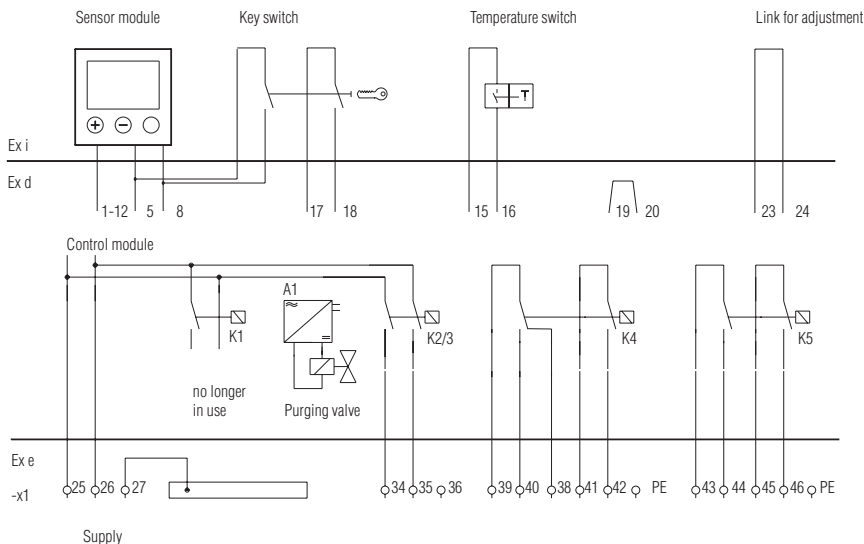 Sensor module Key switch Temperature switch Link for adjustment
Ex i
Ex d
1-12 5 8 17 18 15 16 19 20 23 24
Control module
A1
K1 K2/3 K4 K5
no longer
in use
Purging valve
Ex e
-x1 25 26 27 34 35 36 39 40 38 41 42 PE 43 44 45 46 PE
Supply